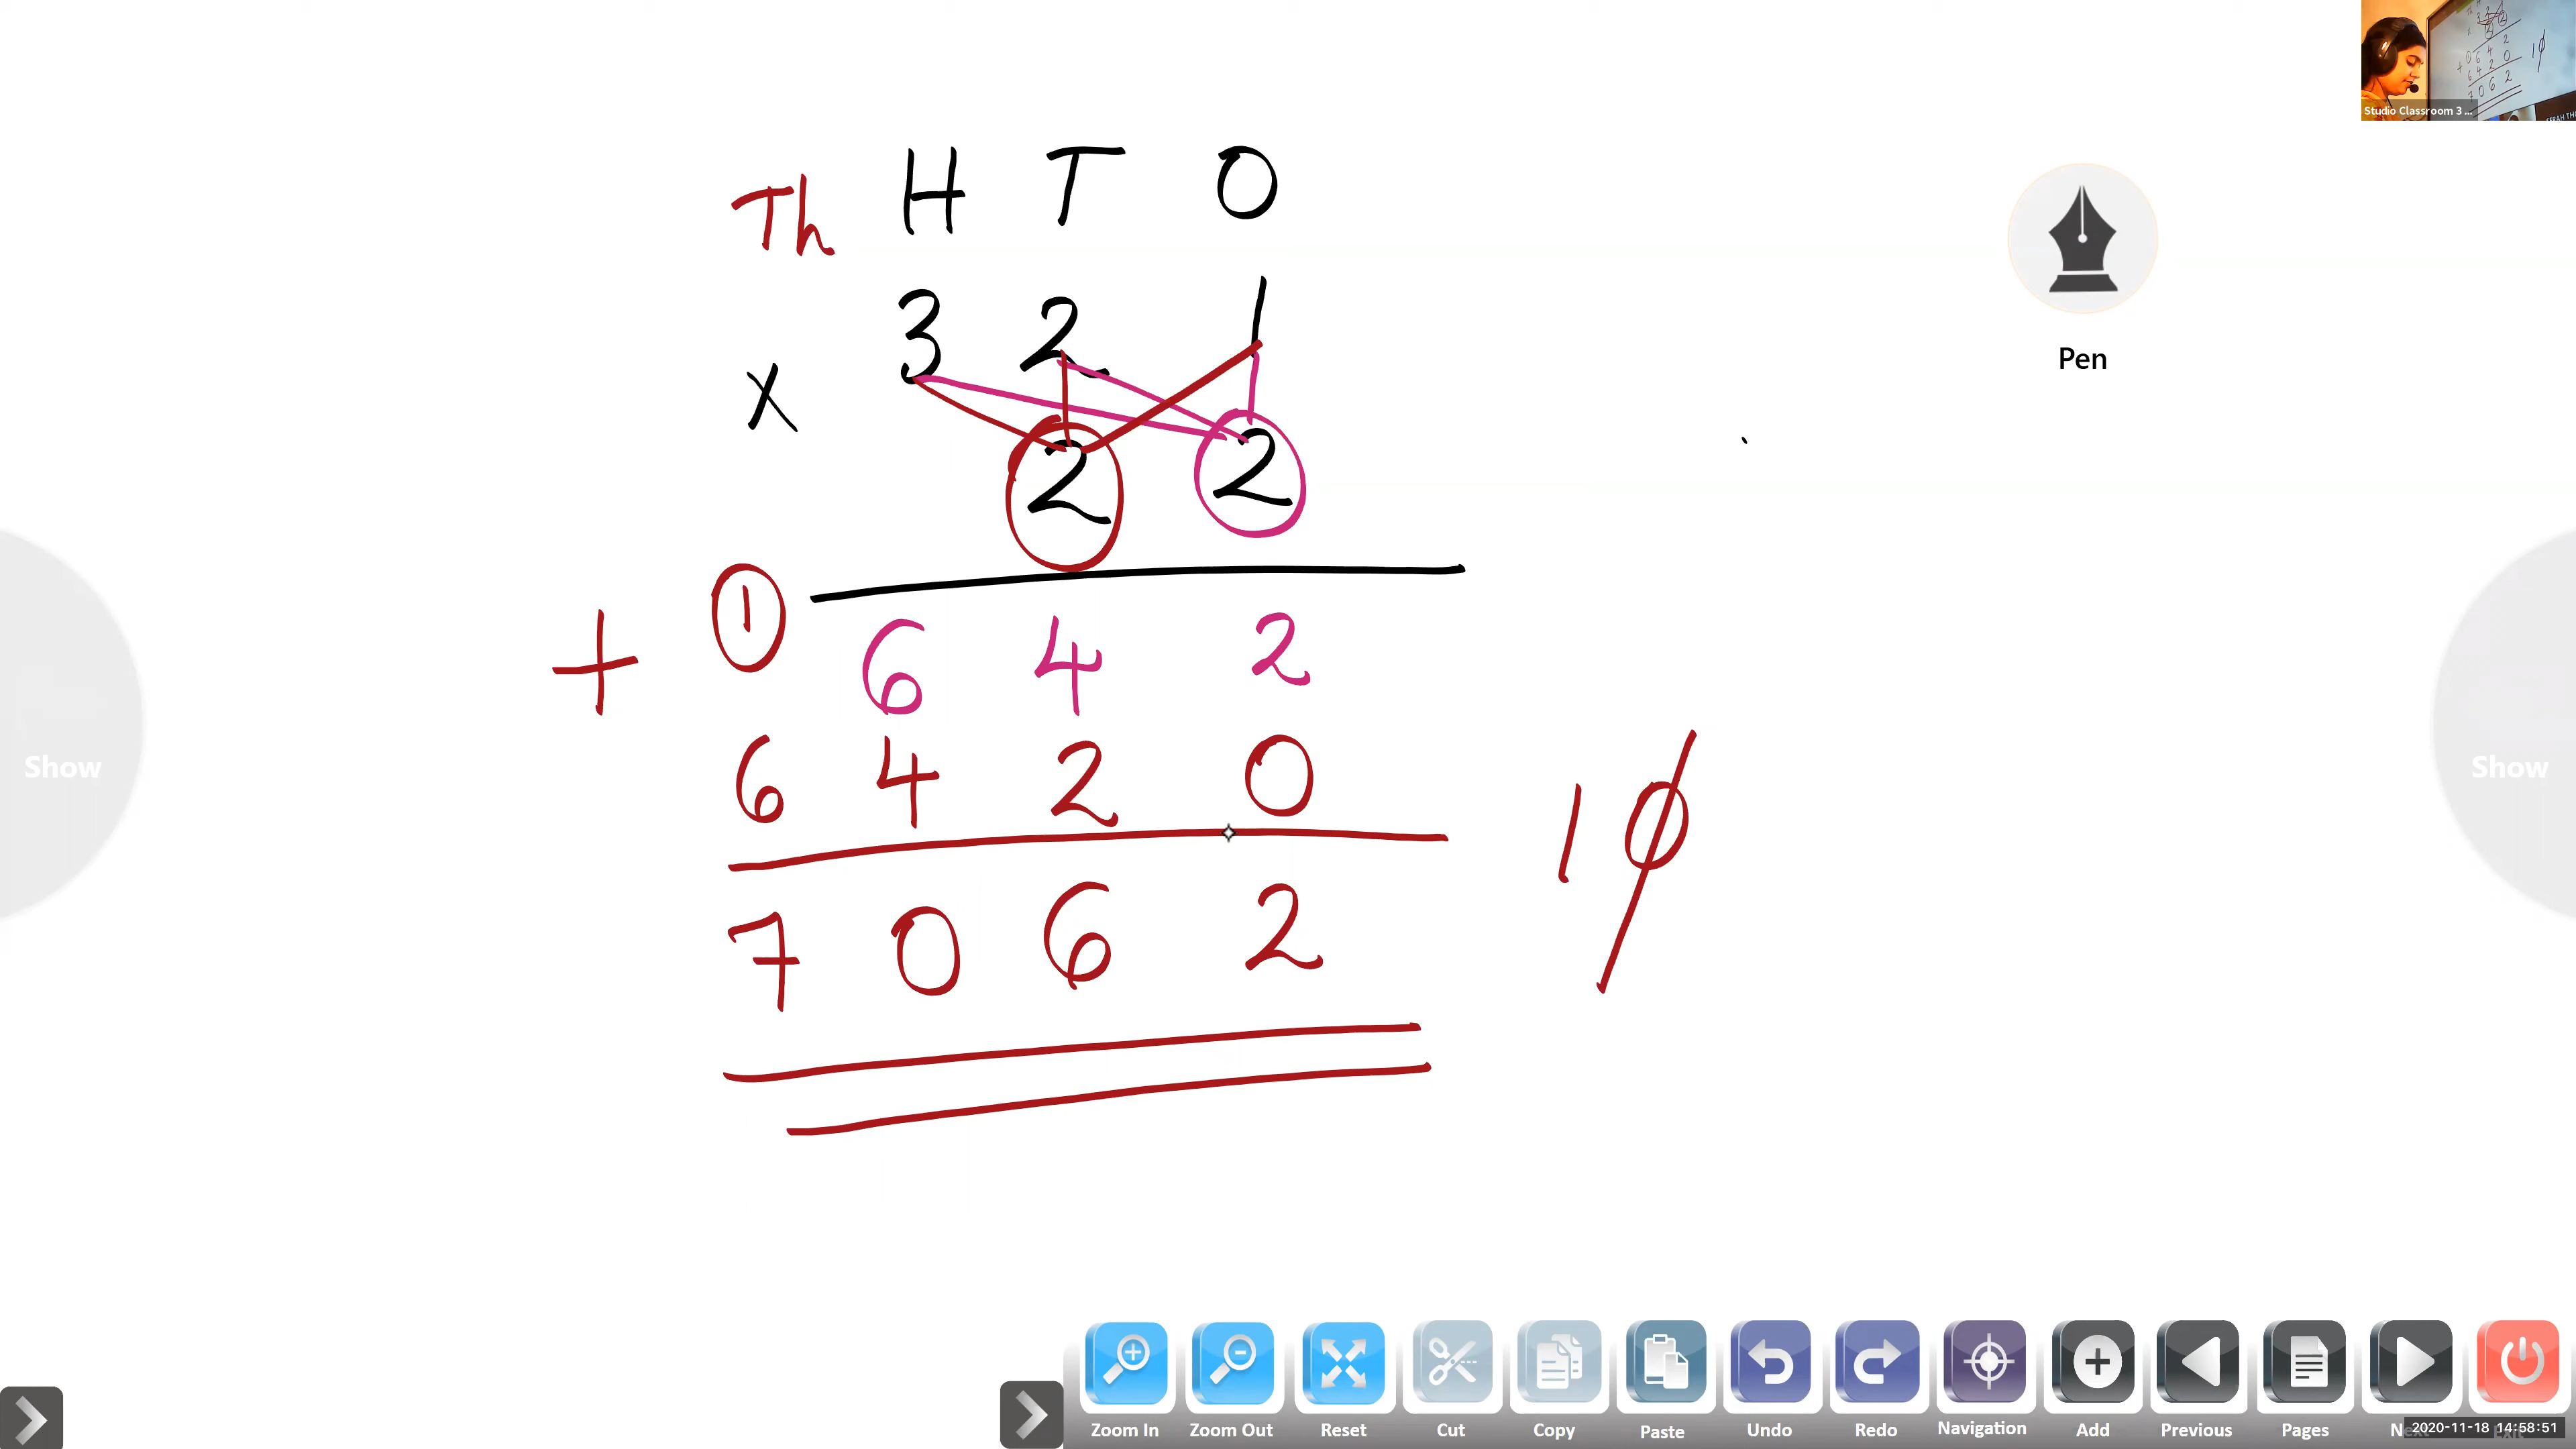 Studio Classroom 3 ...
Th H T O
3 2 1
X 2 2
+ 1 6 4 2
6 4 2 0
7 0 6 2
1 0
Pen
Show
Show
Zoom In Zoom Out Reset Cut Copy Paste Undo Redo Navigation Add Previous Pages
2020-11-18 14:58:51